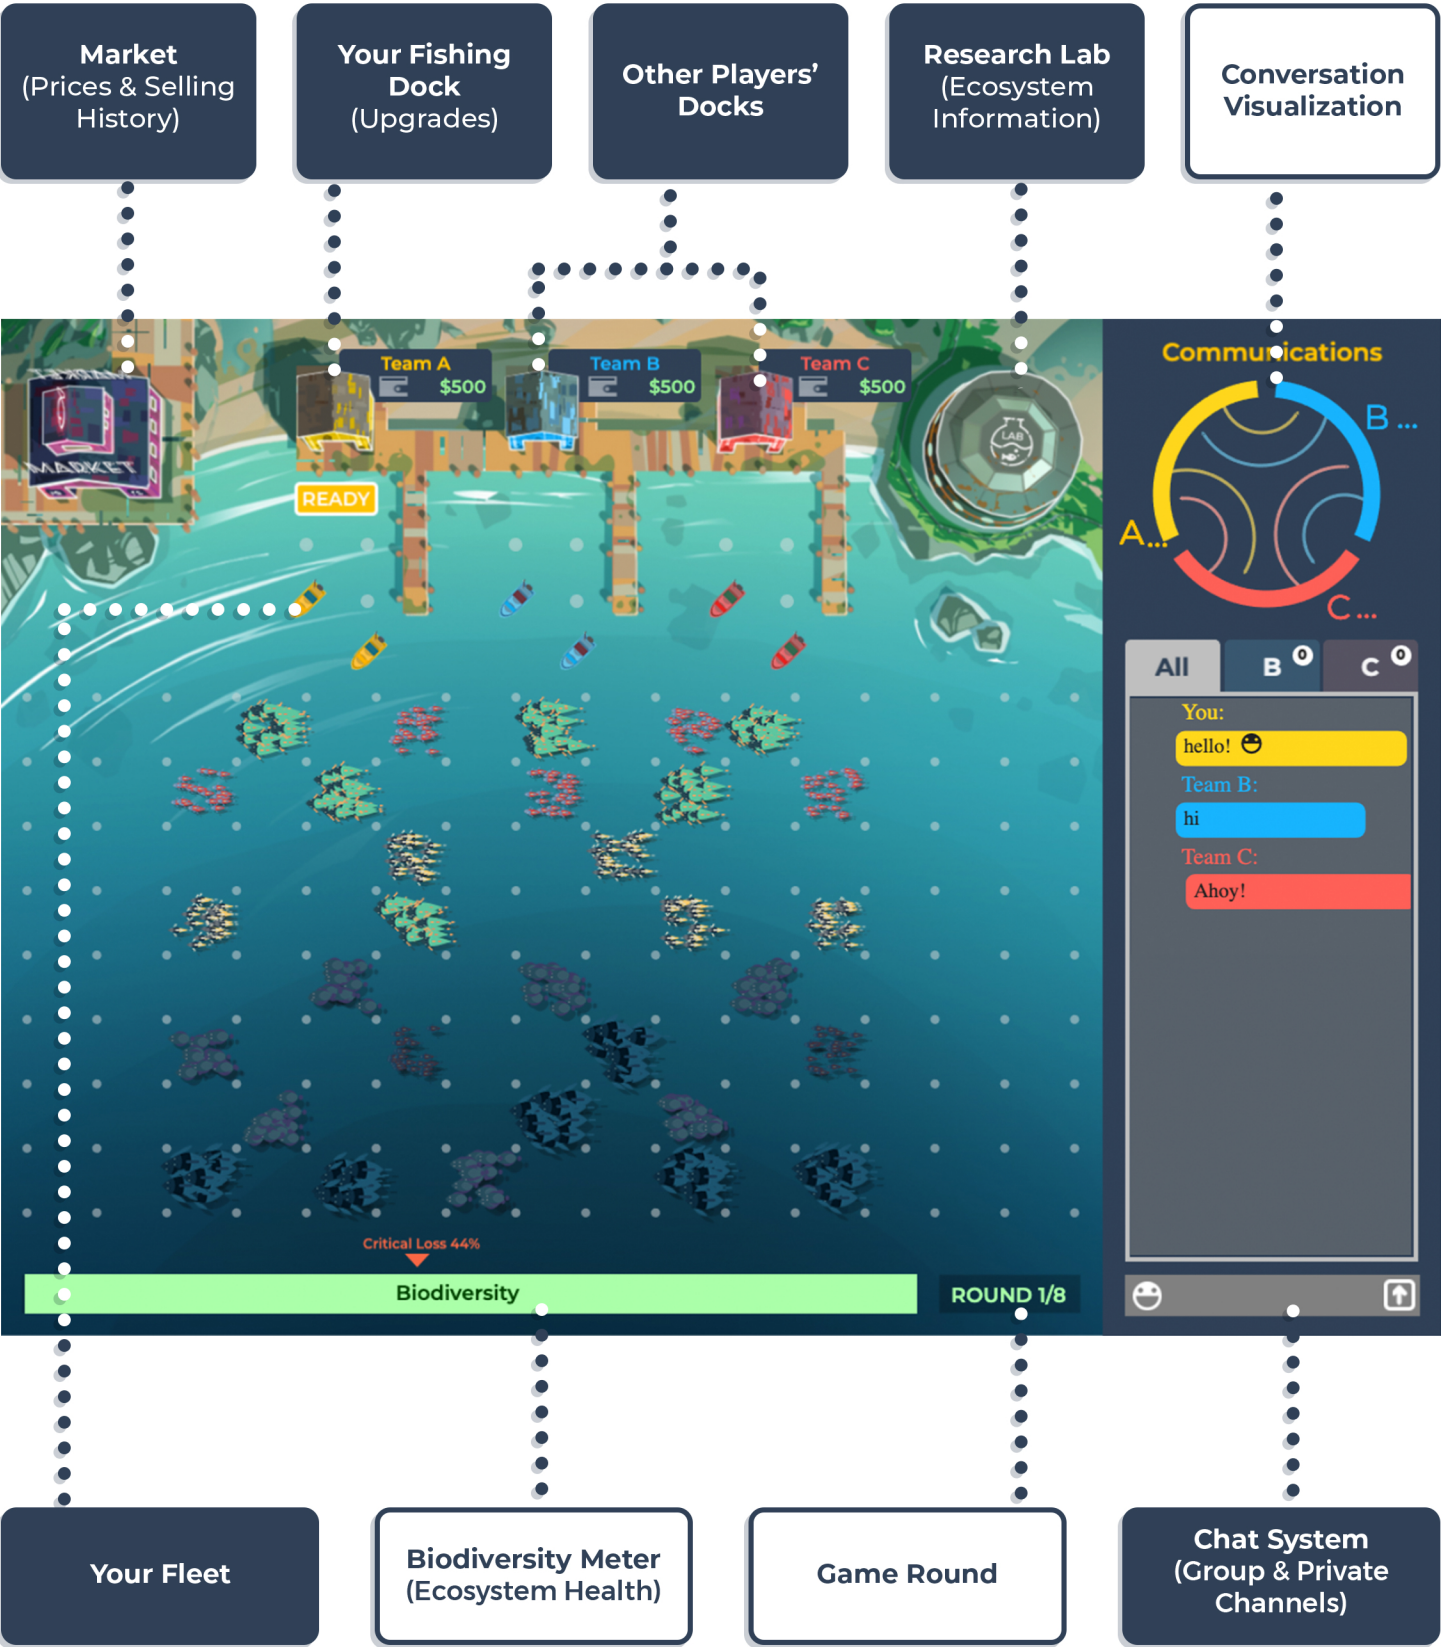 Market
(Prices & Selling
History)
Your Fishing
Dock
(Upgrades)
Other Players’
Docks
Research Lab
(Ecosystem
Information)
Conversation
Visualization
MARKET
MARKET
Team A
$500
Team B
$500
Team C
$500
LAB
READY
Communications
B ...
A...
C ...
All
B 0
C 0
You:
hello!
Team B:
hi
Team C:
Ahoy!
Critical Loss 44%
Biodiversity
ROUND 1/8
Your Fleet
Biodiversity Meter
(Ecosystem Health)
Game Round
Chat System
(Group & Private
Channels)